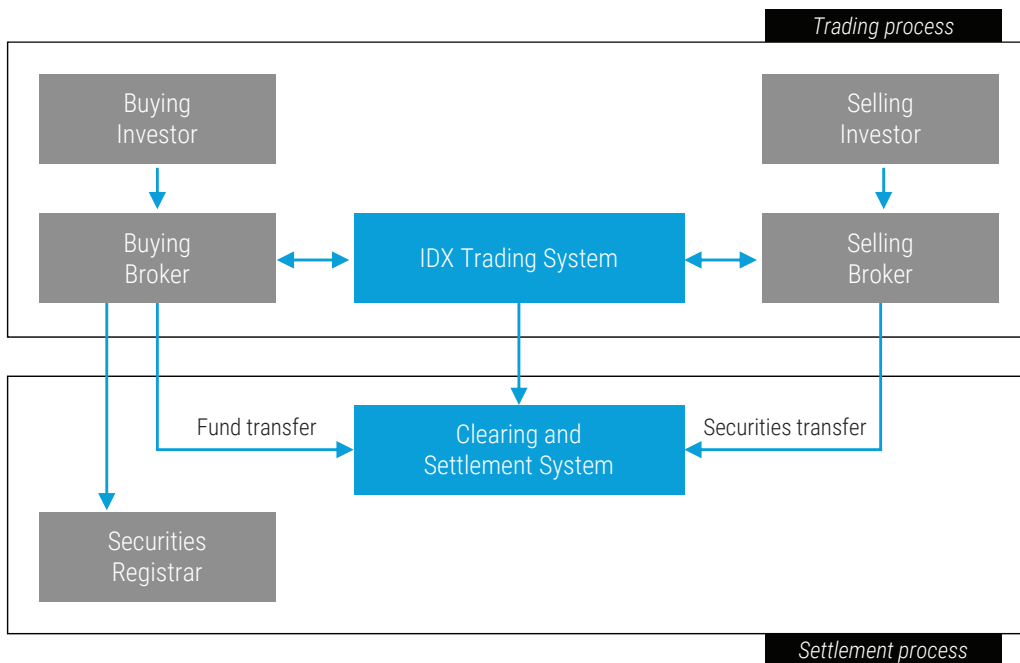 Trading process
Buying
Investor
Selling
Investor
Buying
Broker
IDX Trading System
Selling
Broker
Fund transfer
Clearing and
Settlement System
Securities transfer
Securities
Registrar
Settlement process